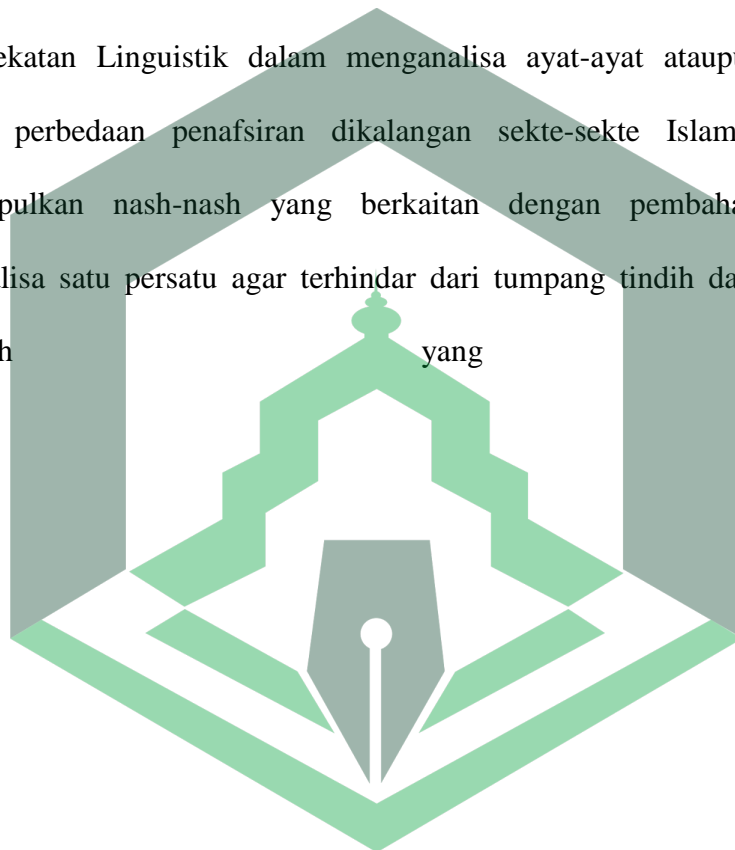 ekatan Linguistik dalam menganalisa ayat-ayat ataupu
perbedaan penafsiran dikalangan sekte-sekte Islam
pulkan nash-nash yang berkaitan dengan pembaha
lisa satu persatu agar terhindar dari tumpang tindih da
h yang